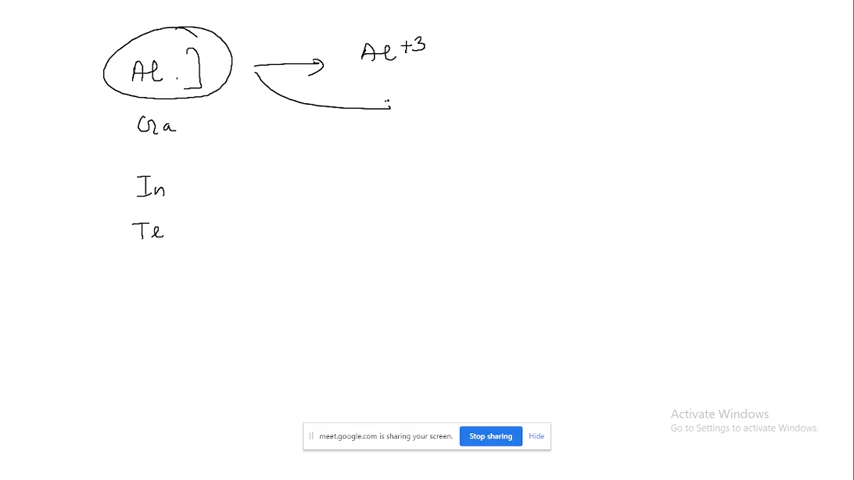 Al.] → Al+3
Ga
In
Te
meet.google.com is sharing your screen. Stop sharing Hide
Activate Windows
Go to Settings to activate Windows.